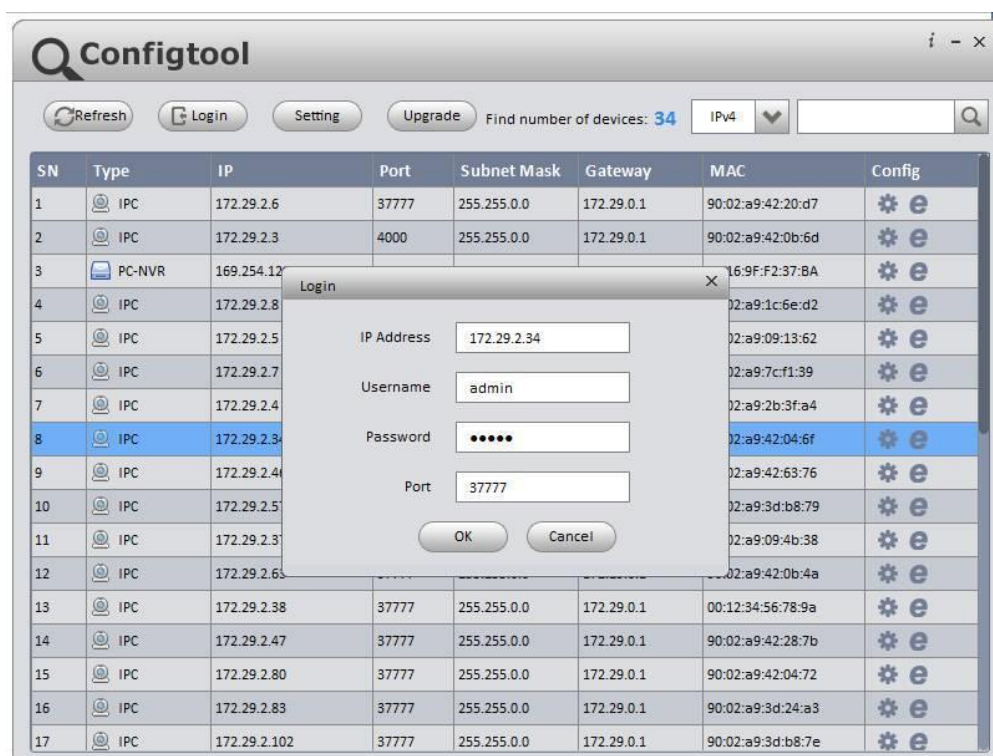 Configtool
i
Refresh Login Setting Upgrade Find number of devices: 34 IPv4
SN Type IP Port Subnet Mask Gateway MAC Config
1 IPC 172.29.2.6 37777 255.255.0.0 172.29.0.1 90:02:a9:42:20:d7
2 IPC 172.29.2.3 4000 255.255.0.0 172.29.0.1 90:02:a9:42:0b:6d
3 PC-NVR
4 IPC 172.29.2.8
5 IPC 172.29.2.5
6 IPC 172.29.2.7
7 IPC 172.29.2.4
8 IPC
9 IPC
10 IPC
11 IPC
12 IPC
Login
IP Address 172.29.2.34
Username admin
Password •••••
Port 37777
OK Cancel
13 IPC 172.29.2.38 37777 255.255.0.0 172.29.0.1 00:12:34:56:78:9a
14 IPC 172.29.2.47 37777 255.255.0.0 172.29.0.1 90:02:a9:42:28:7b
15 IPC 172.29.2.80 37777 255.255.0.0 172.29.0.1 90:02:a9:42:04:72
16 IPC 172.29.2.83 37777 255.255.0.0 172.29.0.1 90:02:a9:3d:24:a3
17 IPC 172.29.2.102 37777 255.255.0.0 172.29.0.1 90:02:a9:3d:b8:7e